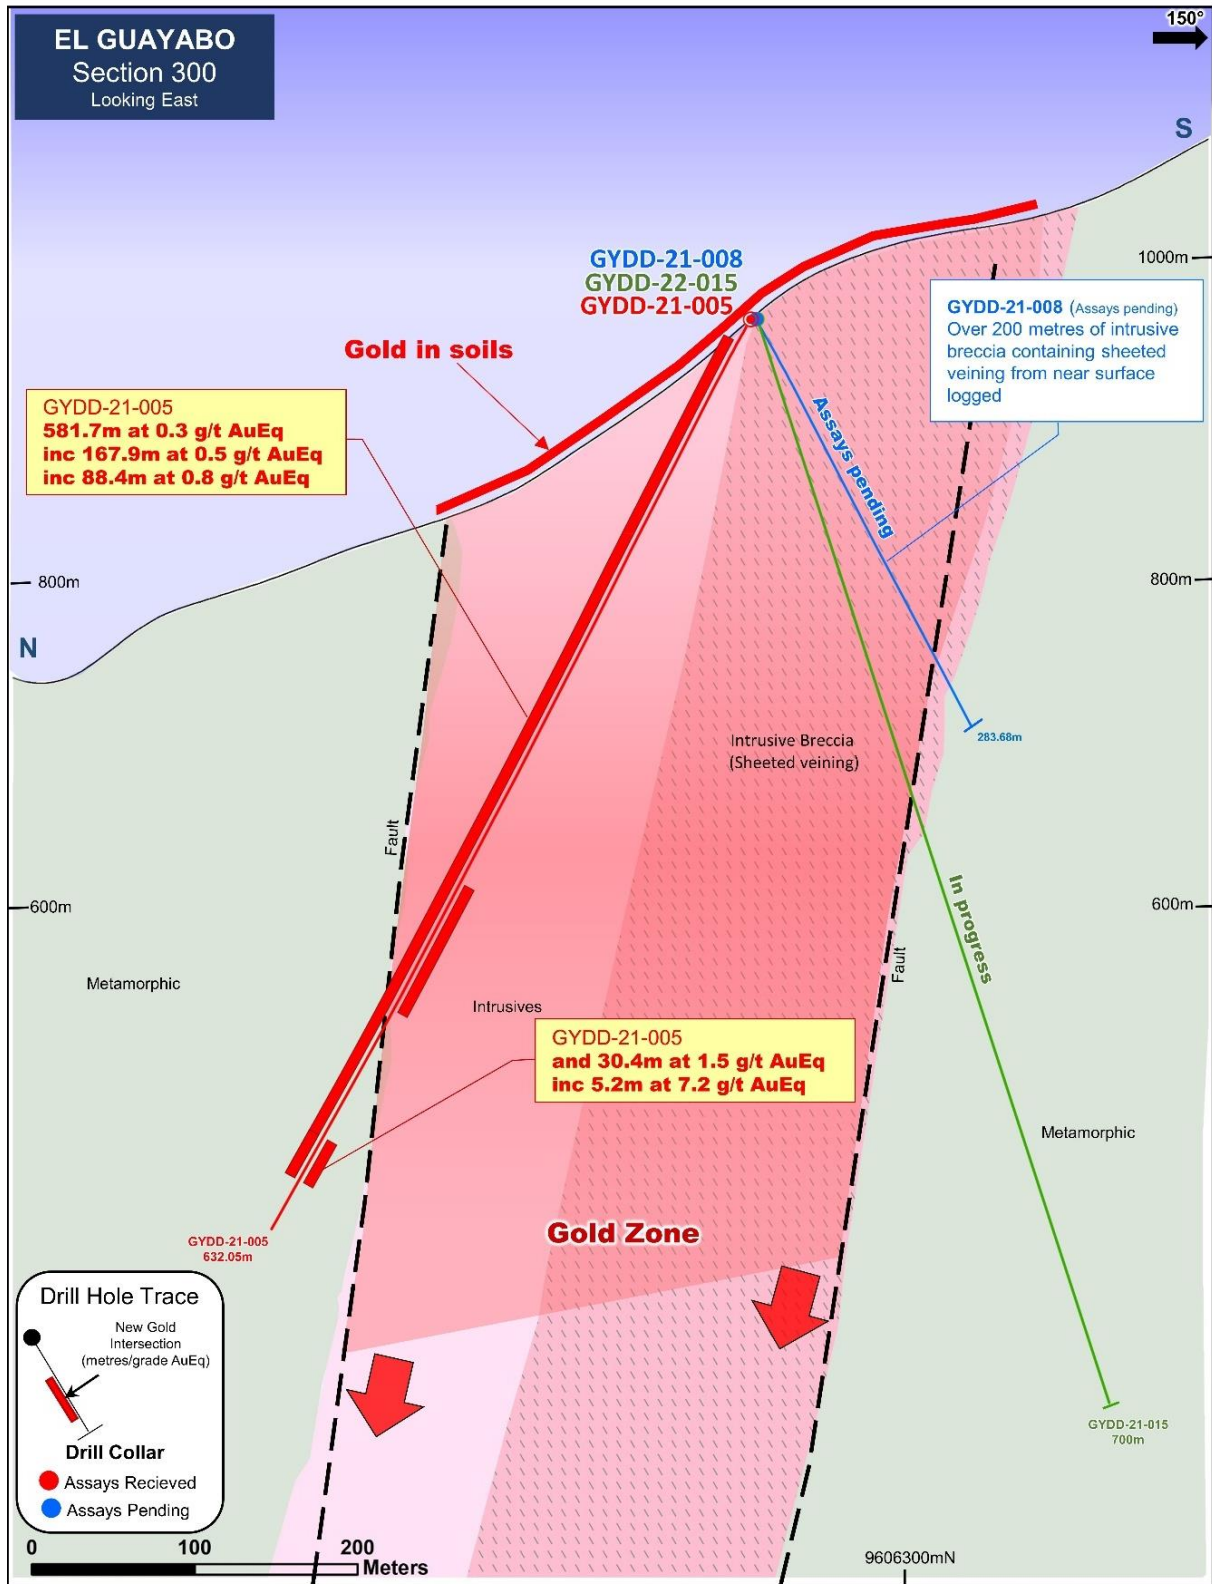 EL GUAYABO
Section 300
Looking East
150°
S
GYDD-21-008
GYDD-22-015
GYDD-21-005
1000m
GYDD-21-008 (Assays pending)
Over 200 metres of intrusive
breccia containing sheeted
veining from near surface
logged
Gold in soils
GYDD-21-005
581.7m at 0.3 g/t AuEq
inc 167.9m at 0.5 g/t AuEq
inc 88.4m at 0.8 g/t AuEq
Assays pending
800m
800m
N
283.68m
Intrusive Breccia
(Sheeted veining)
Fault
600m
600m
In progress
Fault
Metamorphic
Intrusives
GYDD-21-005
and 30.4m at 1.5 g/t AuEq
inc 5.2m at 7.2 g/t AuEq
Metamorphic
Gold Zone
GYDD-21-005
632.05m
Drill Hole Trace
New Gold
Intersection
(metres/grade AuEq)
Drill Collar
Assays Recieved
Assays Pending
GYDD-21-015
700m
0 100 200
Meters
9606300mN